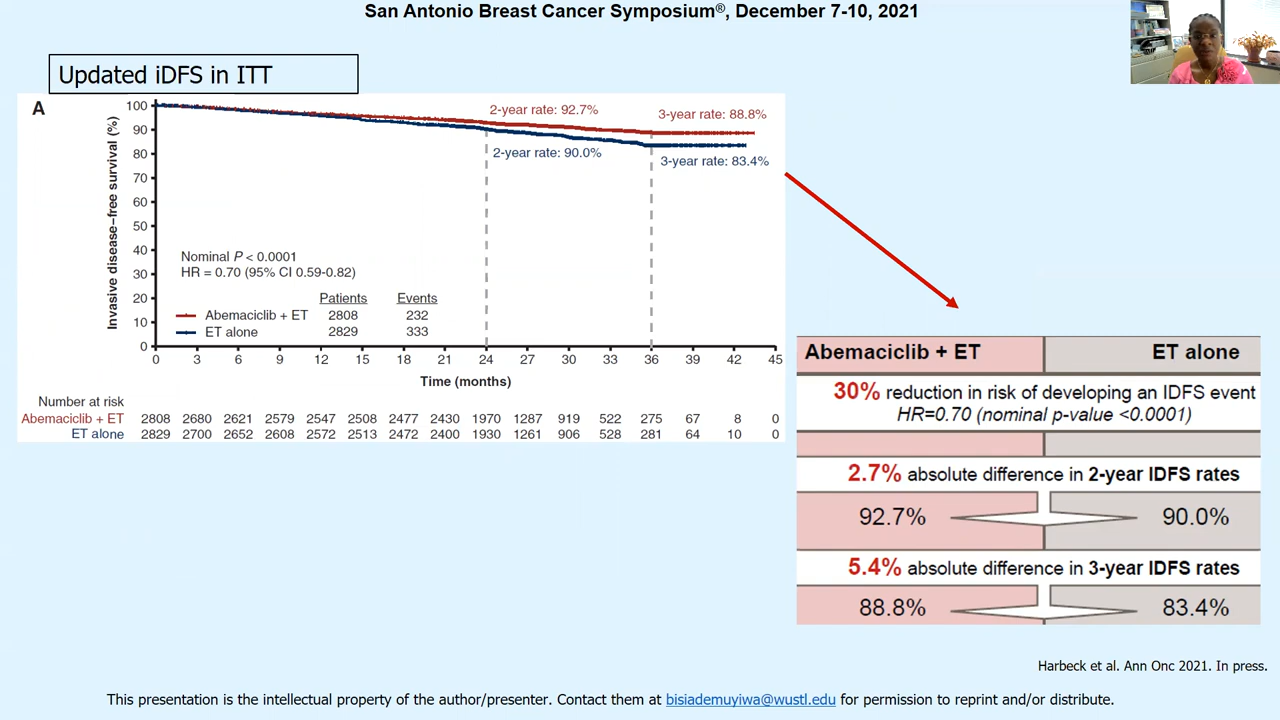 San Antonio Breast Cancer Symposium®, December 7-10, 2021
Updated iDFS in ITT
A
Invasive disease–free survival (%)
100
90
80
70
60
50
40
30
20
10
0
2-year rate: 92.7%
3-year rate: 88.8%
2-year rate: 90.0%
3-year rate: 83.4%
Nominal P < 0.0001
HR = 0.70 (95% CI 0.59-0.82)
Patients Events
Abemaciclib + ET 2808 232
ET alone 2829 333
0 3 6 9 12 15 18 21 24 27 30 33 36 39 42 45
Time (months)
Number at risk
Abemaciclib + ET 2808 2680 2621 2579 2547 2508 2477 2430 1970 1287 919 522 275 67 8 0
ET alone 2829 2700 2652 2608 2572 2513 2472 2400 1930 1261 906 528 281 64 10 0
Abemaciclib + ET ET alone
30% reduction in risk of developing an IDFS event
HR=0.70 (nominal p-value <0.0001)
2.7% absolute difference in 2-year IDFS rates
92.7% 90.0%
5.4% absolute difference in 3-year IDFS rates
88.8% 83.4%
Harbeck et al. Ann Onc 2021. In press.
This presentation is the intellectual property of the author/presenter. Contact them at bisiademuyiwa@wustl.edu for permission to reprint and/or distribute.